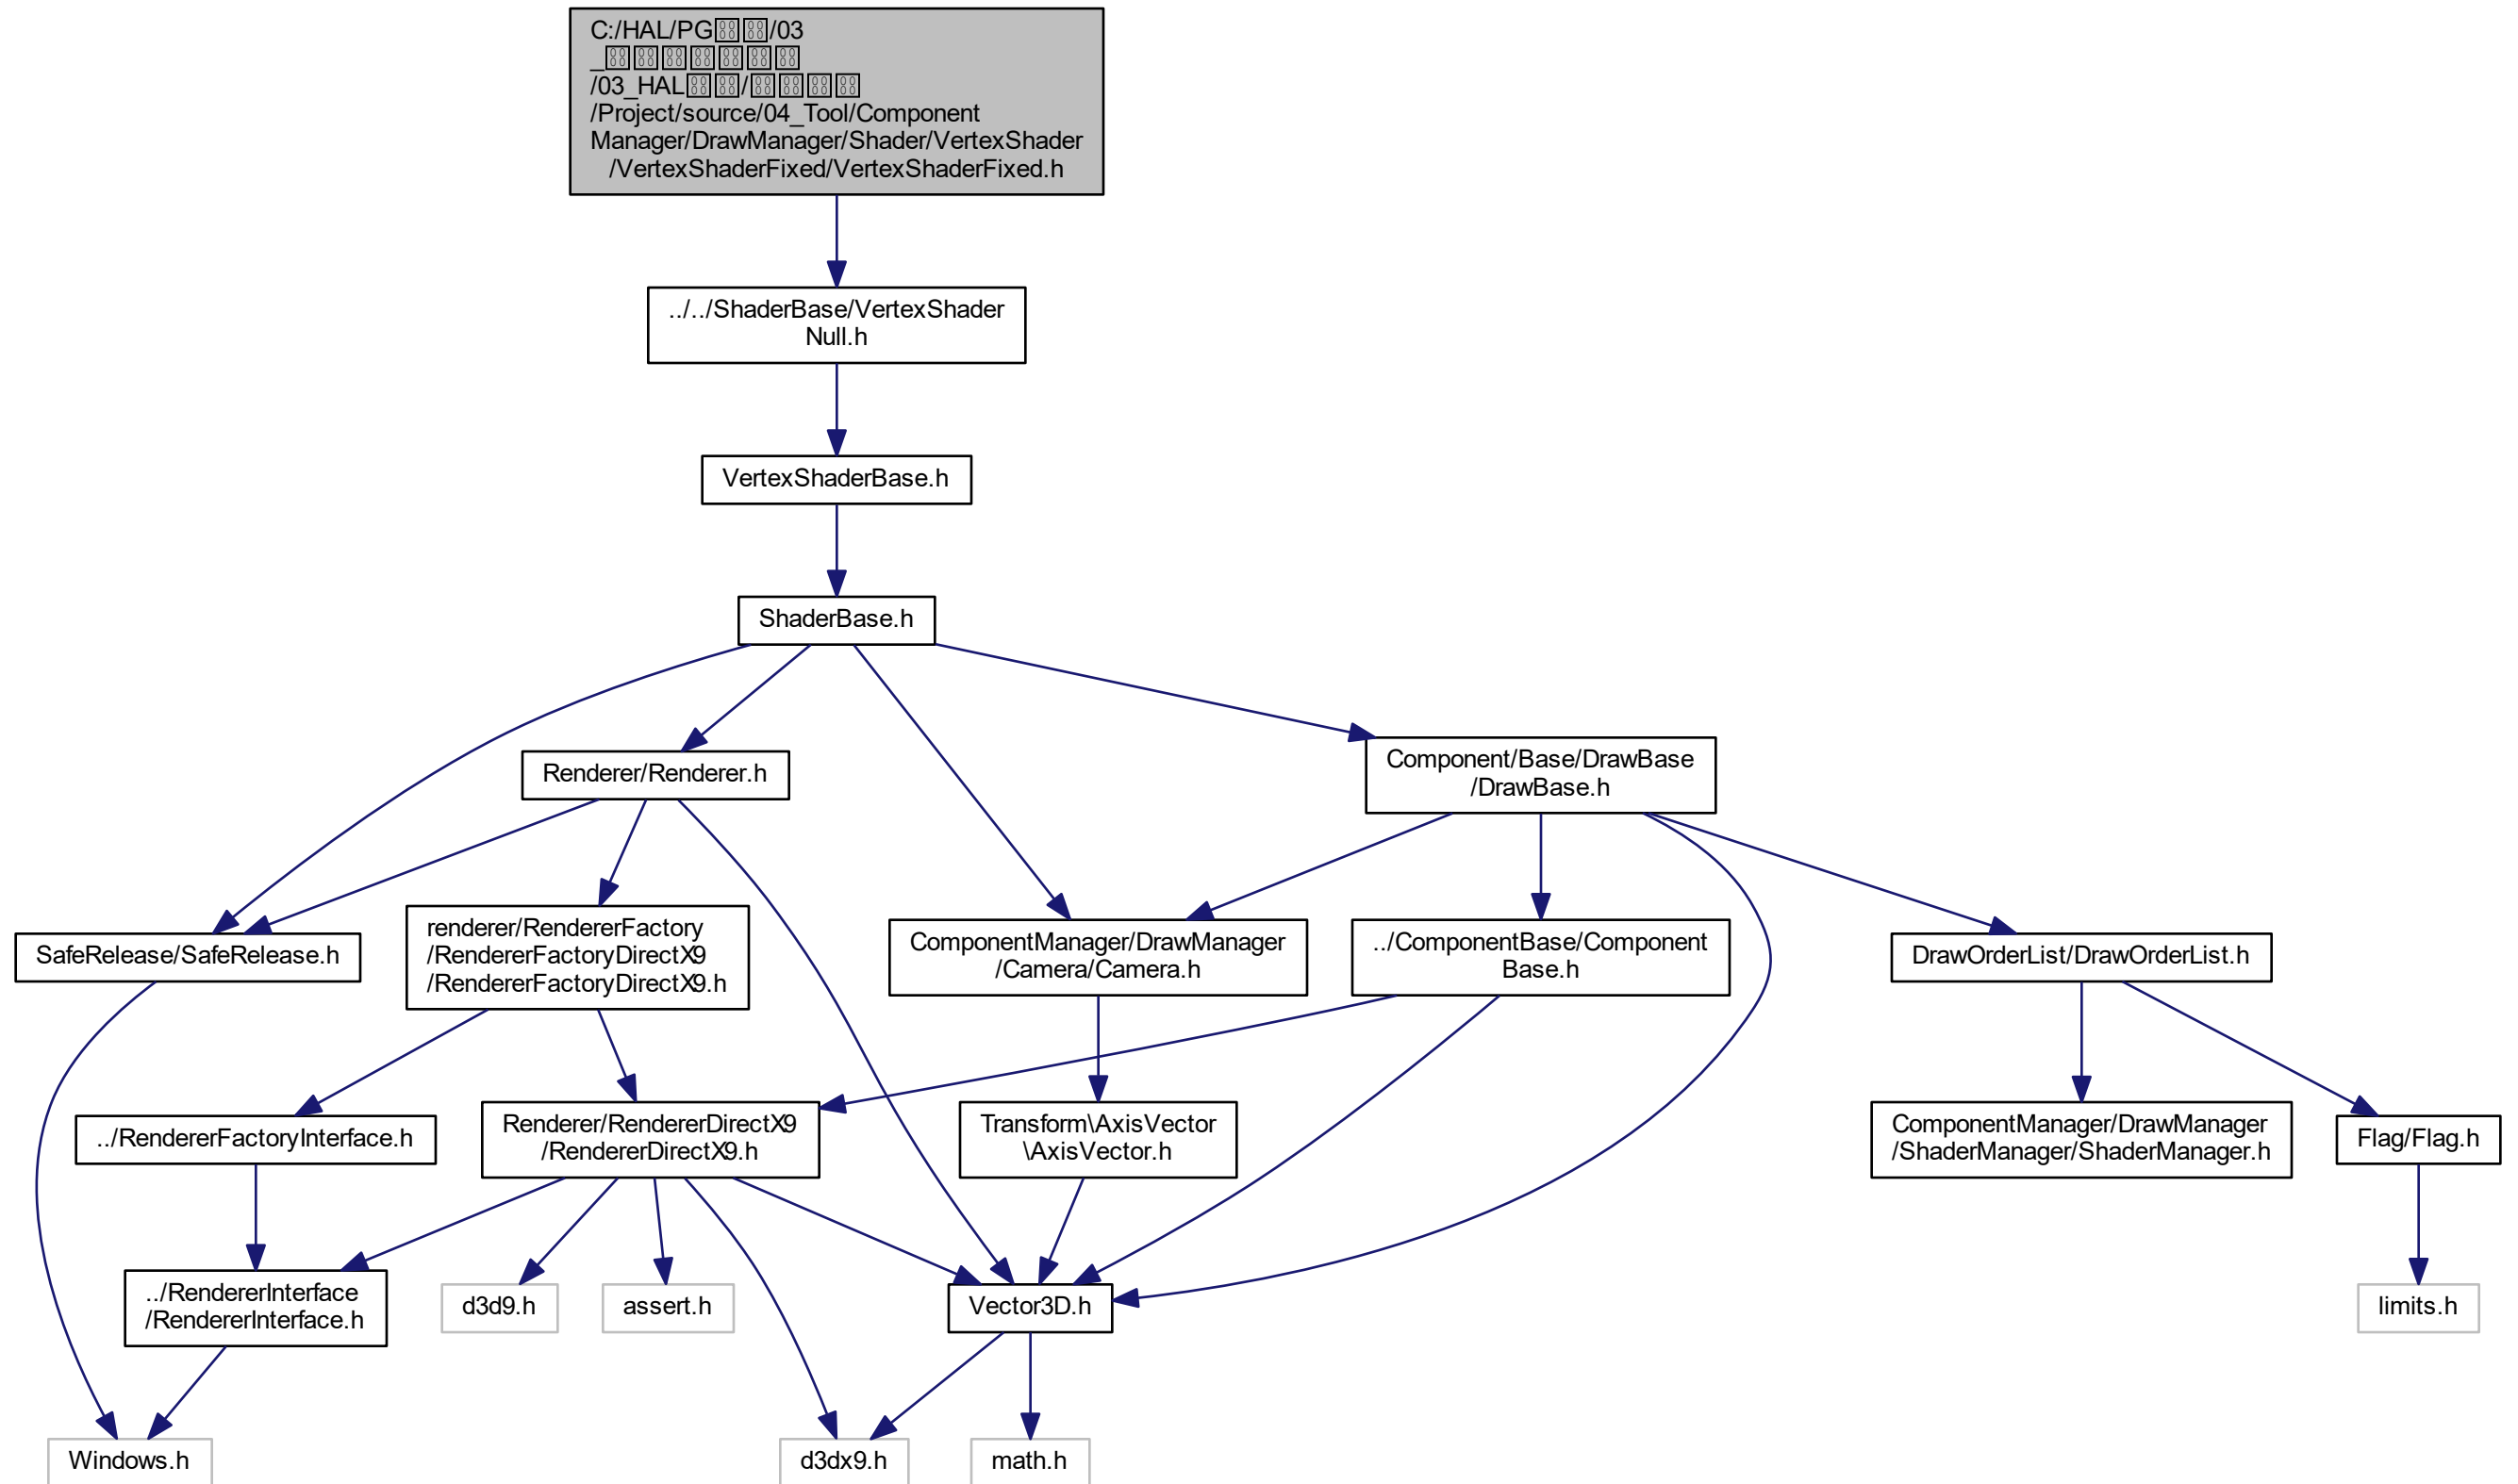 C:/HAL/PG/03
_
/03_HAL/
/Project/source/04_Tool/Component
Manager/DrawManager/Shader/VertexShader
/VertexShaderFixed/VertexShaderFixed.h
../../ShaderBase/VertexShader
Null.h
VertexShaderBase.h
ShaderBase.h
Renderer/Renderer.h
Component/Base/DrawBase
/DrawBase.h
SafeRelease/SafeRelease.h
renderer/RendererFactory
/RendererFactoryDirectX9
/RendererFactoryDirectX9.h
ComponentManager/DrawManager
/Camera/Camera.h
../ComponentBase/Component
Base.h
DrawOrderList/DrawOrderList.h
../RendererFactoryInterface.h
Renderer/RendererDirectX9
/RendererDirectX9.h
Transform\AxisVector
\AxisVector.h
ComponentManager/DrawManager
/ShaderManager/ShaderManager.h
Flag/Flag.h
../RendererInterface
/RendererInterface.h
d3d9.h
assert.h
Vector3D.h
limits.h
Windows.h
d3dx9.h
math.h